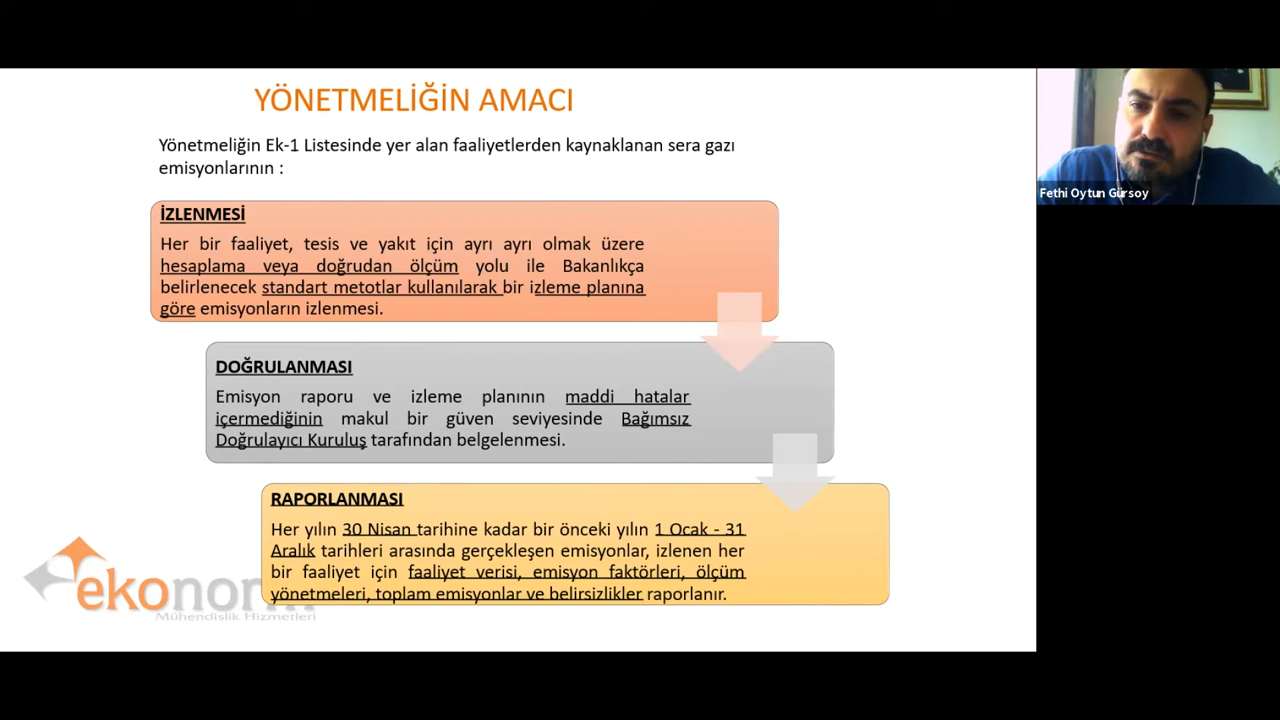 YÖNETMELİĞİN AMACI
Yönetmeliğin Ek-1 Listesinde yer alan faaliyetlerden kaynaklanan sera gazı
emisyonlarının :
Fethi Oytun Gürsoy
İZLENMESİ
Her bir faaliyet, tesis ve yakıt için ayrı ayrı olmak üzere
hesaplama veya doğrudan ölçüm yolu ile Bakanlıkça
belirlenecek standart metotlar kullanılarak bir izleme planına
göre emisyonların izlenmesi.
DOĞRULANMASI
Emisyon raporu ve izleme planının maddi hatalar
içermediğinin makul bir güven seviyesinde Bağımsız
Doğrulayıcı Kuruluş tarafından belgelenmesi.
RAPORLANMASI
Her yılın 30 Nisan tarihine kadar bir önceki yılın 1 Ocak - 31
Aralık tarihleri arasında gerçekleşen emisyonlar, izlenen her
bir faaliyet için faaliyet verisi, emisyon faktörleri, ölçüm
yönetmeleri, toplam emisyonlar ve belirsizlikler raporlanır.
ekonorm
Mühendislik Hizmetleri